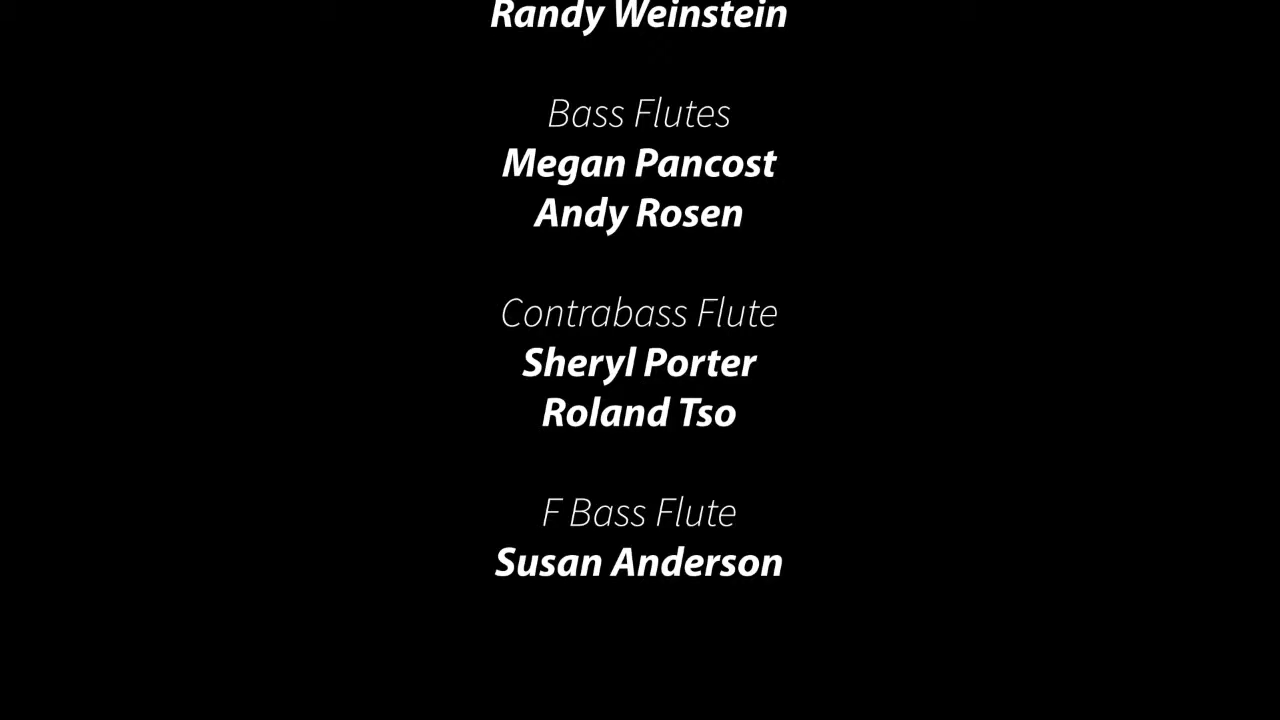 Randy Weinstein
Bass Flutes
Megan Pancost
Andy Rosen
Contrabass Flute
Sheryl Porter
Roland Tso
F Bass Flute
Susan Anderson